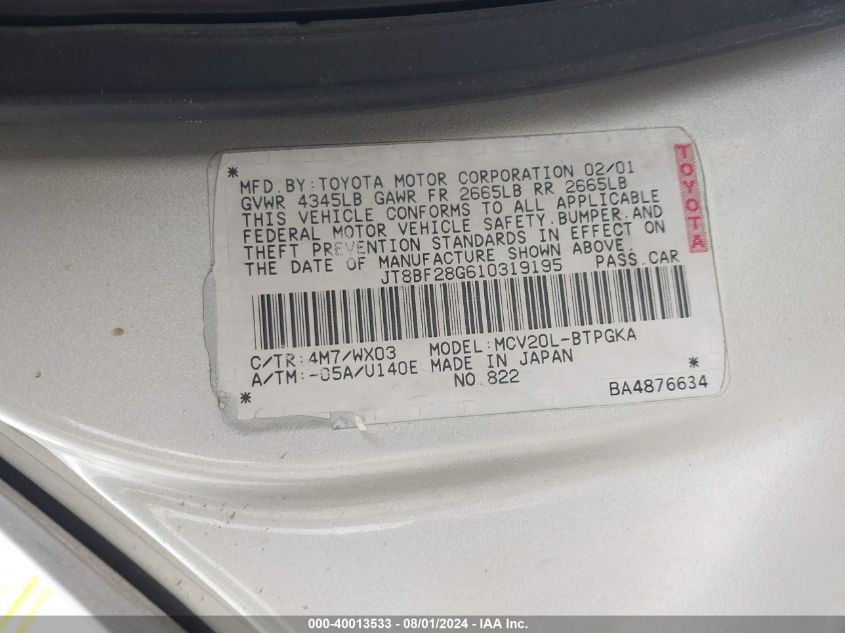 * MFD.BY:TOYOTA MOTOR CORPORATION 02/01
GVWR 4345LB GAWR FR 2665LB RR 2665LB
THIS VEHICLE CONFORMS TO ALL APPLICABLE
FEDERAL MOTOR VEHICLE SAFETY,BUMPER,AND
THEFT PREVENTION STANDARDS IN EFFECT ON
THE DATE OF MANUFACTURE SHOWN ABOVE.
JT8BF28G610319195 PASS.CAR
TOYOTA
C/TR:4M7/WX03 MODEL:MCV20L-BTPGKA
A/TM:-05A/U140E MADE IN JAPAN *
* NO.822 BA4876634
000-40013533 - 08/01/2024 - IAAI Inc.